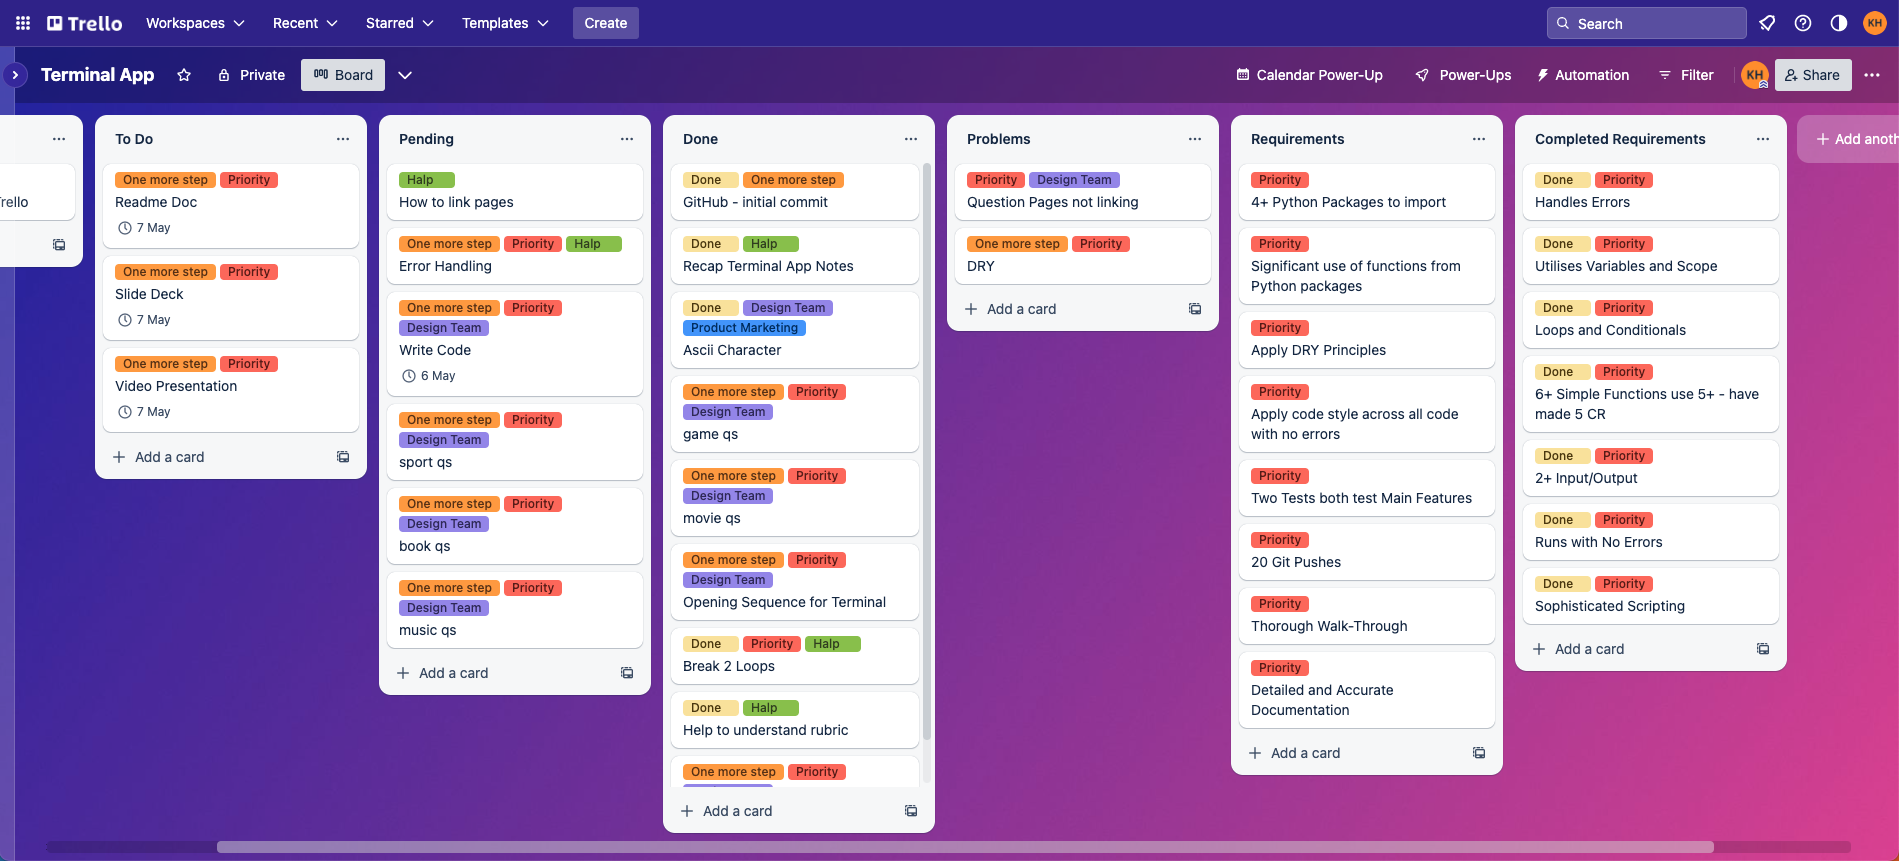 Trello
Workspaces
Recent
Starred
Templates
Create
Search
KH
Terminal App
Private
Board
Calendar Power-Up
Power-Ups
Automation
Filter
KH
Share
rello
To Do
One more step Priority
Readme Doc
7 May
One more step Priority
Slide Deck
7 May
One more step Priority
Video Presentation
7 May
Add a card
Pending
Halp
How to link pages
One more step Priority Halp
Error Handling
One more step Priority
Design Team
Write Code
6 May
One more step Priority
Design Team
sport qs
One more step Priority
Design Team
book qs
One more step Priority
Design Team
music qs
Add a card
Done
Done One more step
GitHub - initial commit
Done Halp
Recap Terminal App Notes
Done Design Team
Product Marketing
Ascii Character
One more step Priority
Design Team
game qs
One more step Priority
Design Team
movie qs
One more step Priority
Design Team
Opening Sequence for Terminal
Done Priority Halp
Break 2 Loops
Done Halp
Help to understand rubric
One more step Priority
Add a card
Problems
Priority Design Team
Question Pages not linking
One more step Priority
DRY
Add a card
Requirements
Priority
4+ Python Packages to import
Priority
Significant use of functions from
Python packages
Priority
Apply DRY Principles
Priority
Apply code style across all code
with no errors
Priority
Two Tests both test Main Features
Priority
20 Git Pushes
Priority
Thorough Walk-Through
Priority
Detailed and Accurate
Documentation
Add a card
Completed Requirements
Done Priority
Handles Errors
Done Priority
Utilises Variables and Scope
Done Priority
Loops and Conditionals
Done Priority
6+ Simple Functions use 5+ - have
made 5 CR
Done Priority
2+ Input/Output
Done Priority
Runs with No Errors
Done Priority
Sophisticated Scripting
Add a card
Add anoth